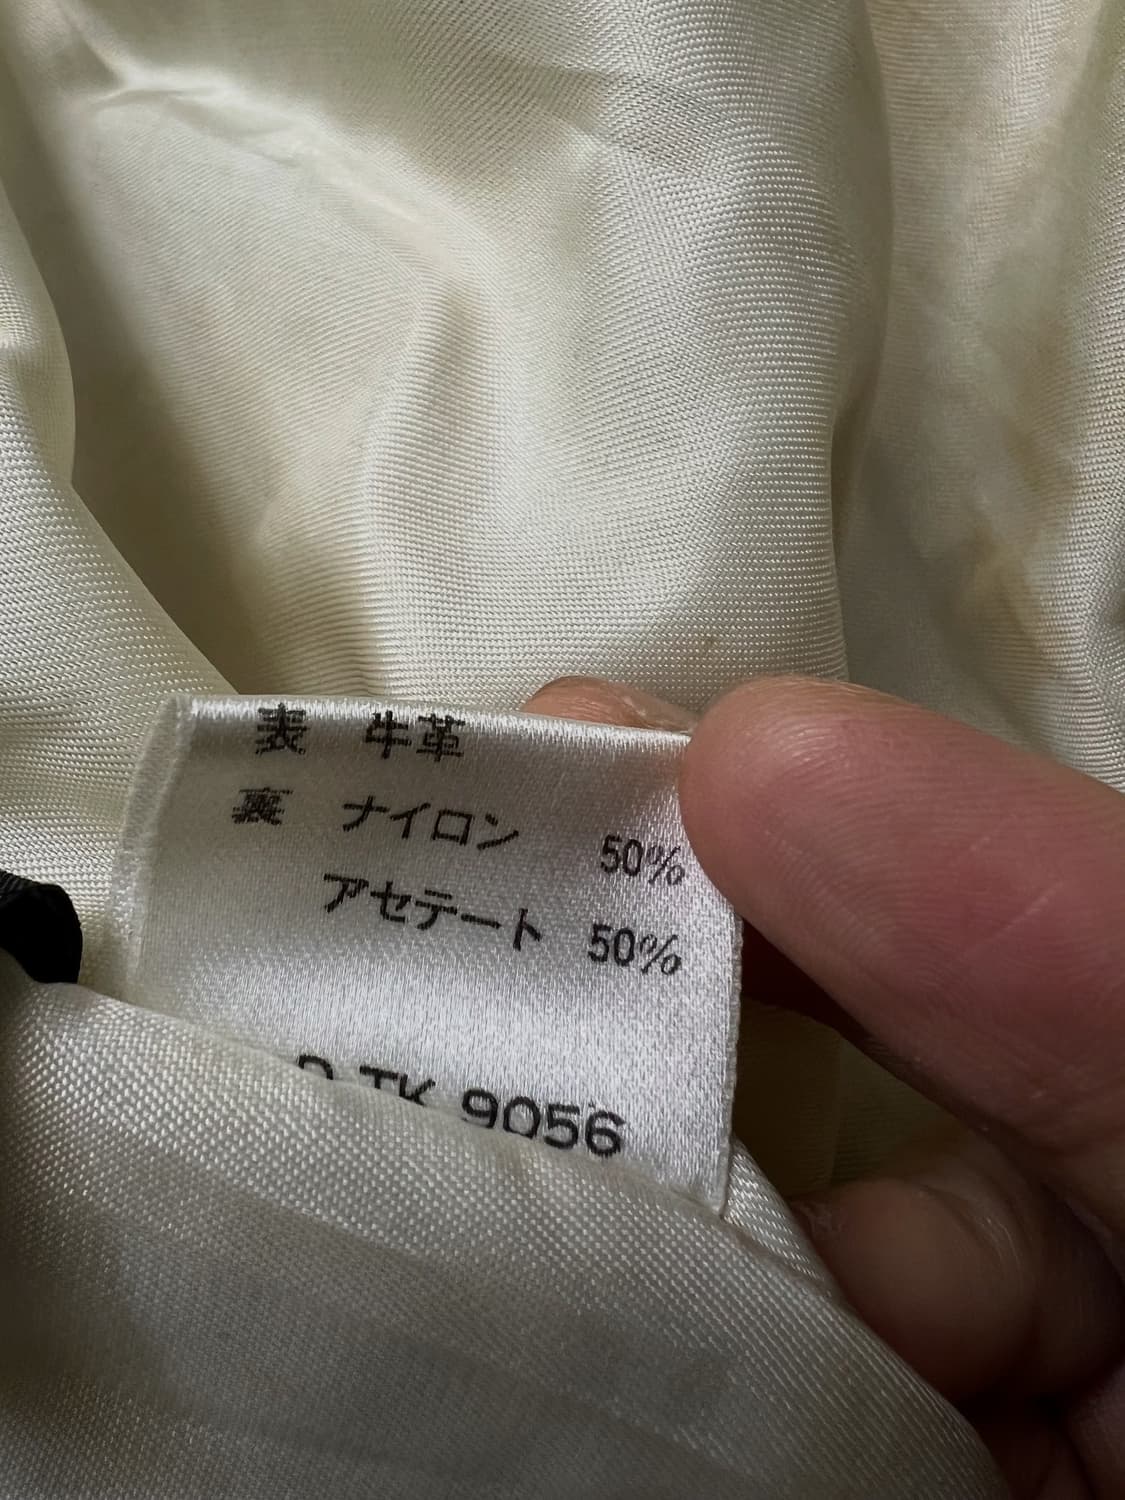 表 牛革
裏 ナイロン 50%
アセテート 50%
TK 9056